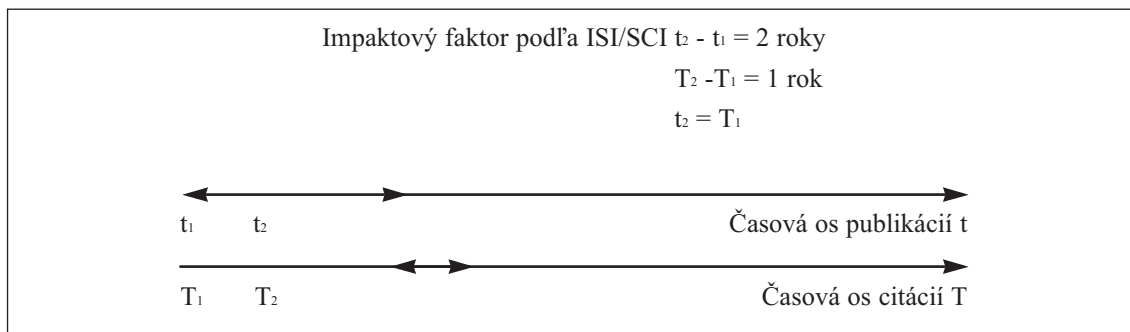 Impaktový faktor podľa ISI/SCI t₂ - t₁ = 2 roky
T₂ -T₁ = 1 rok
t₂ = T₁
t₁ t₂ Časová os publikácií t
T₁ T₂ Časová os citácií T